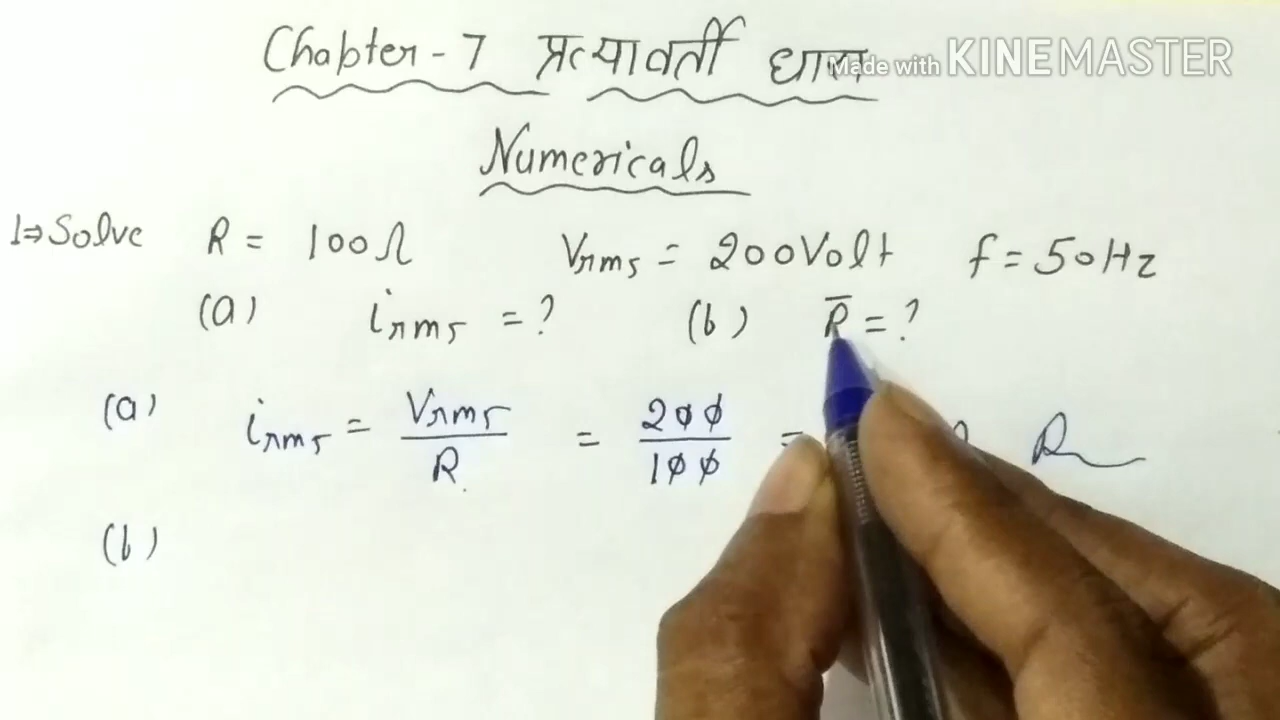 Chapter-7 प्रत्यावर्ती धारा
Made with KINEMASTER
Numericals
1⇒Solve R = 100Ω Vrms = 200Volt f = 50Hz
(a) irms = ? (b) P̅ = ?
(a) irms = Vrms/R = 200/100 =
(b)